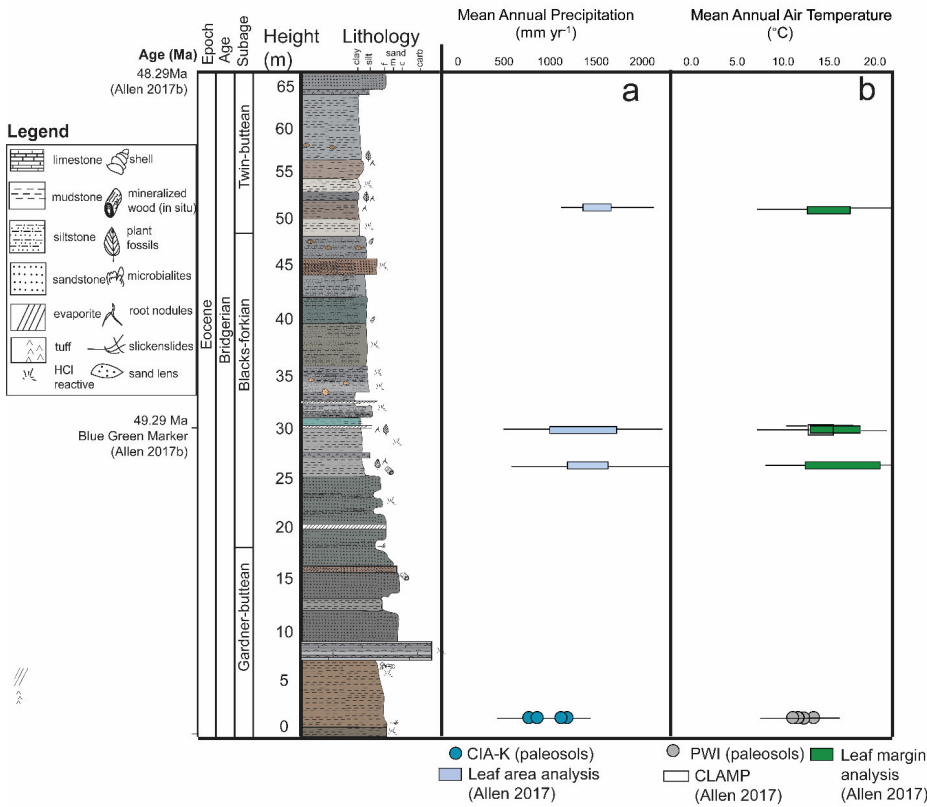 Mean Annual Precipitation
(mm yr-1)
Mean Annual Air Temperature
(°C)
Age (Ma)
Epoch
Age
Subage
Height
(m)
Lithology
clay
silt
f
m
sand
c
carb
0
500
1000
1500
2000
0.0
5.0
10.0
15.0
20.0
48.29Ma
(Allen 2017b)
a
b
65
60
55
50
45
40
35
30
25
20
15
10
5
0
Eocene
Bridgerian
Twin-buttean
Blacks-forkian
Gardner-buttean
Legend
limestone
shell
mudstone
mineralized
wood (in situ)
siltstone
plant
fossils
sandstone
microbialites
evaporite
root nodules
tuff
slickenslides
HCl
reactive
sand lens
49.29 Ma
Blue Green Marker
(Allen 2017b)
CIA-K (paleosols)
Leaf area analysis
(Allen 2017)
PWI (paleosols)
CLAMP
(Allen 2017)
Leaf margin
analysis
(Allen 2017)